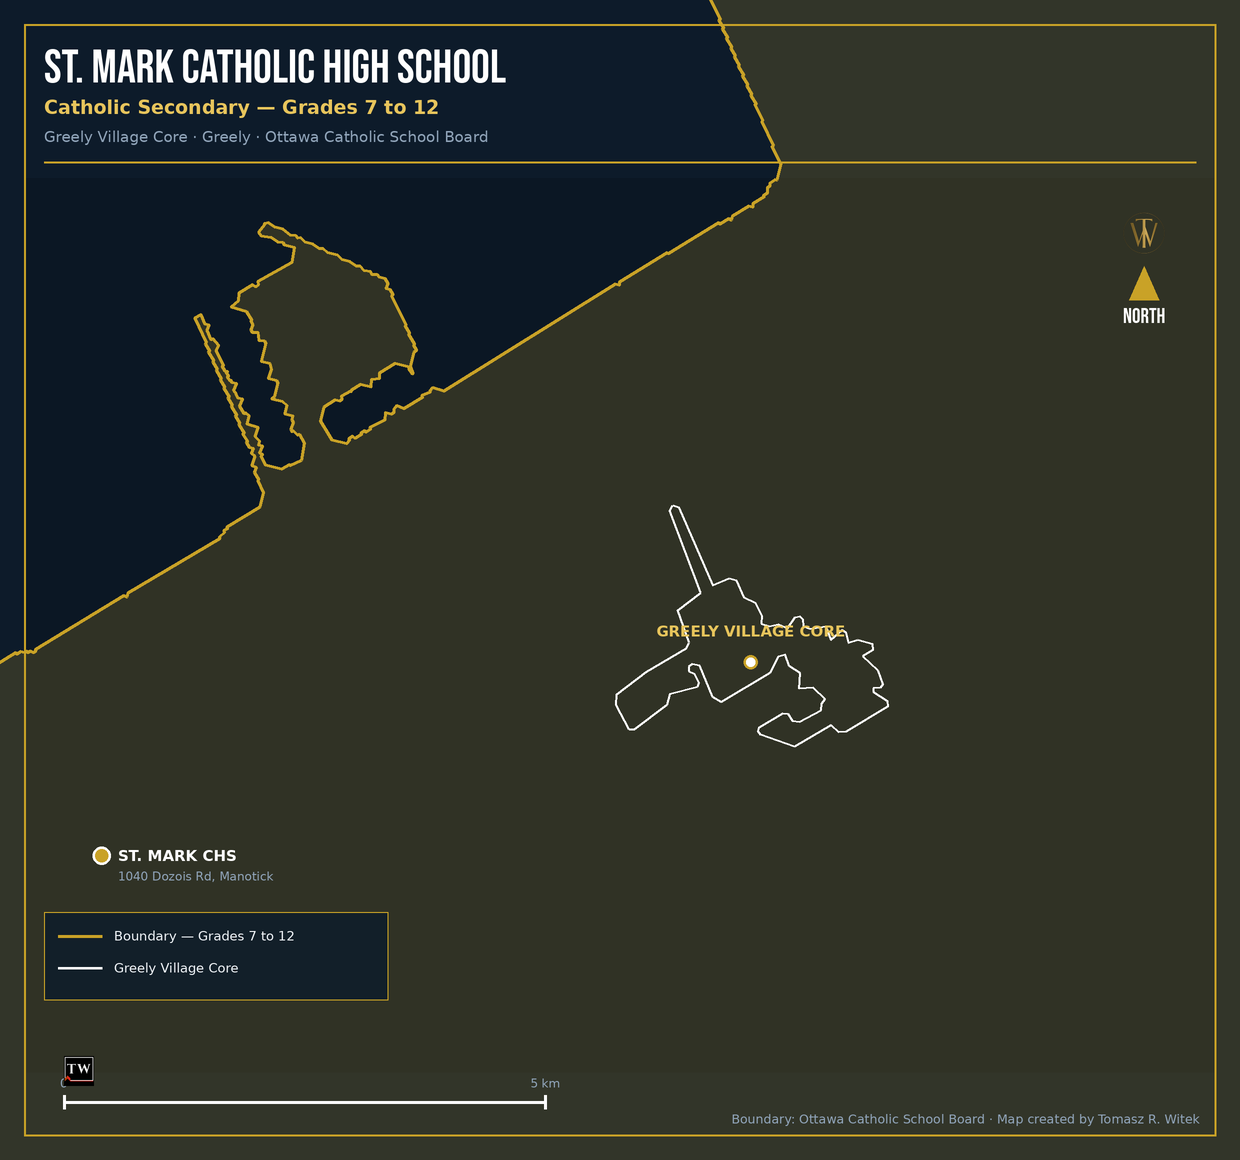 ST. MARK CATHOLIC HIGH SCHOOL
Catholic Secondary — Grades 7 to 12
Greely Village Core · Greely · Ottawa Catholic School Board
NORTH
GREELY VILLAGE CORE
ST. MARK CHS
1040 Dozois Rd, Manotick
Boundary — Grades 7 to 12
Greely Village Core
TW
5 km
Boundary: Ottawa Catholic School Board · Map created by Tomasz R. Witek